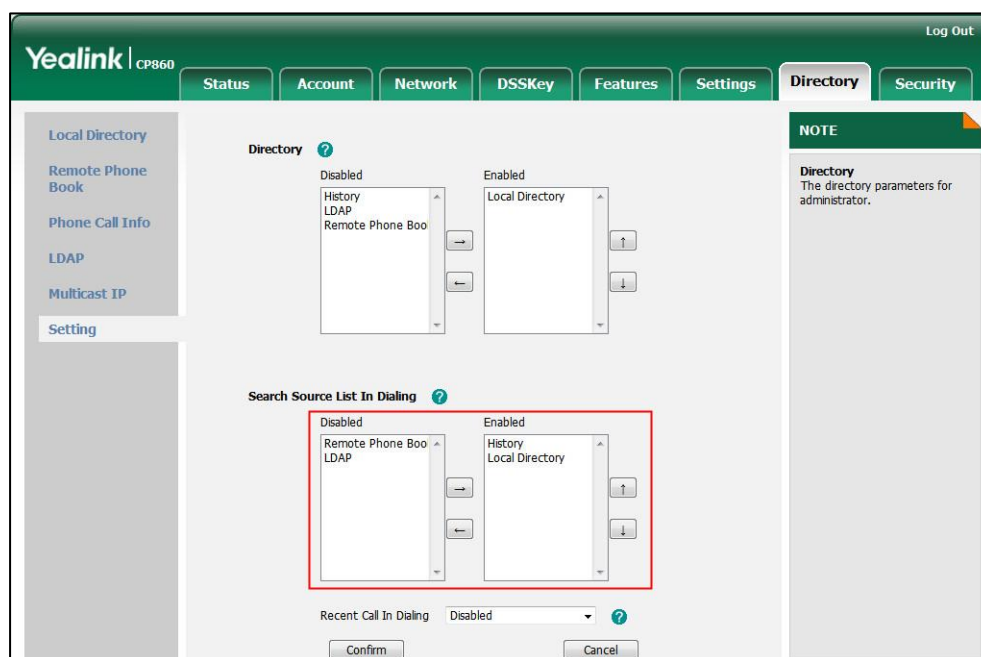 Log Out
Yealink CP860
Status Account Network DSSKey Features Settings Directory Security
Local Directory
Remote Phone
Book
Phone Call Info
LDAP
Multicast IP
Setting
Directory ?
Disabled Enabled
History
LDAP
Remote Phone Boo
Local Directory
→
←
↑
↓
Search Source List In Dialing ?
Disabled Enabled
Remote Phone Boo
LDAP
History
Local Directory
→
←
↑
↓
Recent Call In Dialing Disabled ?
Confirm Cancel
NOTE
Directory
The directory parameters for
administrator.